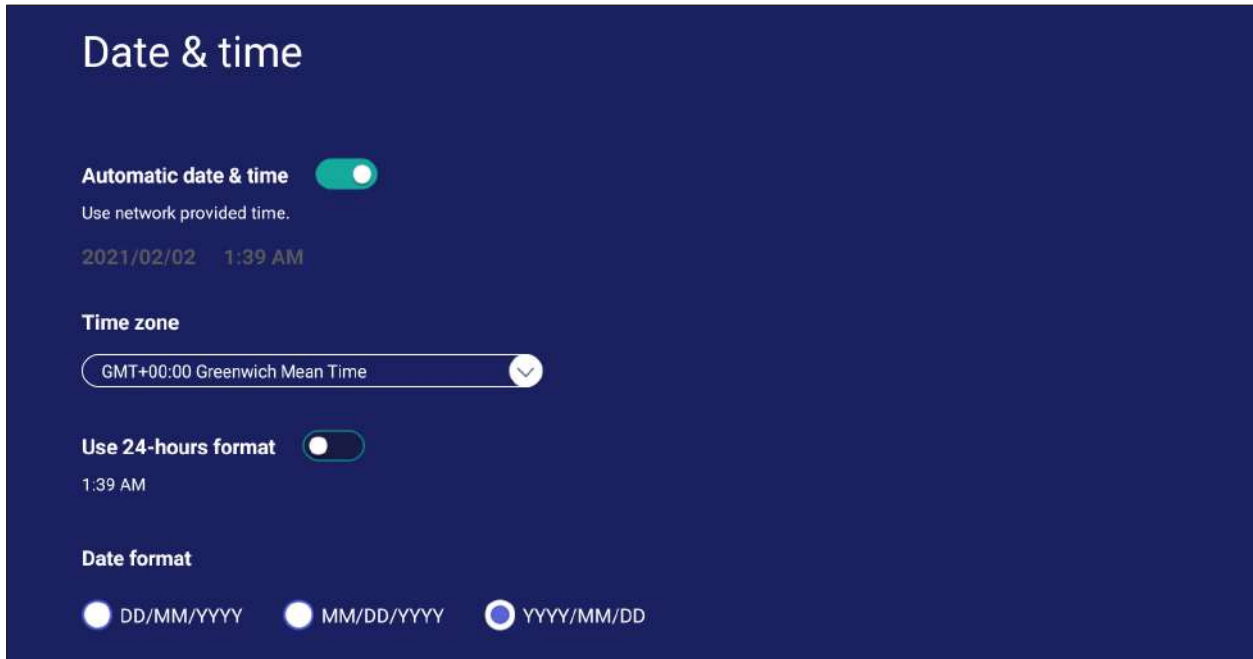 Date & time
Automatic date & time
Use network provided time.
2021/02/02 1:39 AM
Time zone
GMT+00:00 Greenwich Mean Time
Use 24-hours format
1:39 AM
Date format
DD/MM/YYYY MM/DD/YYYY YYYY/MM/DD